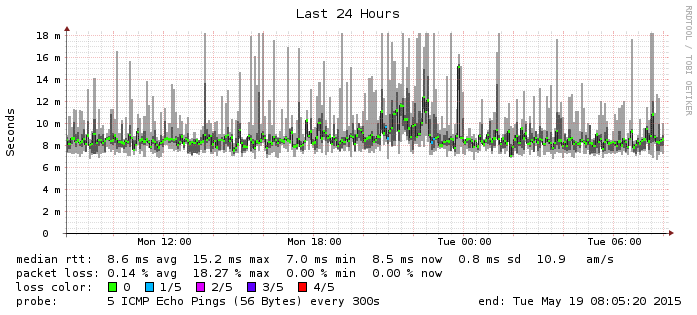 Last 24 Hours
RRDTOOL / TOBI OETIKER
Seconds
18 m
16 m
14 m
12 m
10 m
8 m
6 m
4 m
2 m
0
Mon 12:00 Mon 18:00 Tue 00:00 Tue 06:00
median rtt: 8.6 ms avg 15.2 ms max 7.0 ms min 8.5 ms now 0.8 ms sd 10.9 am/s
packet loss: 0.14 % avg 18.27 % max 0.00 % min 0.00 % now
loss color: 0 1/5 2/5 3/5 4/5
probe: 5 ICMP Echo Pings (56 Bytes) every 300s end: Tue May 19 08:05:20 2015